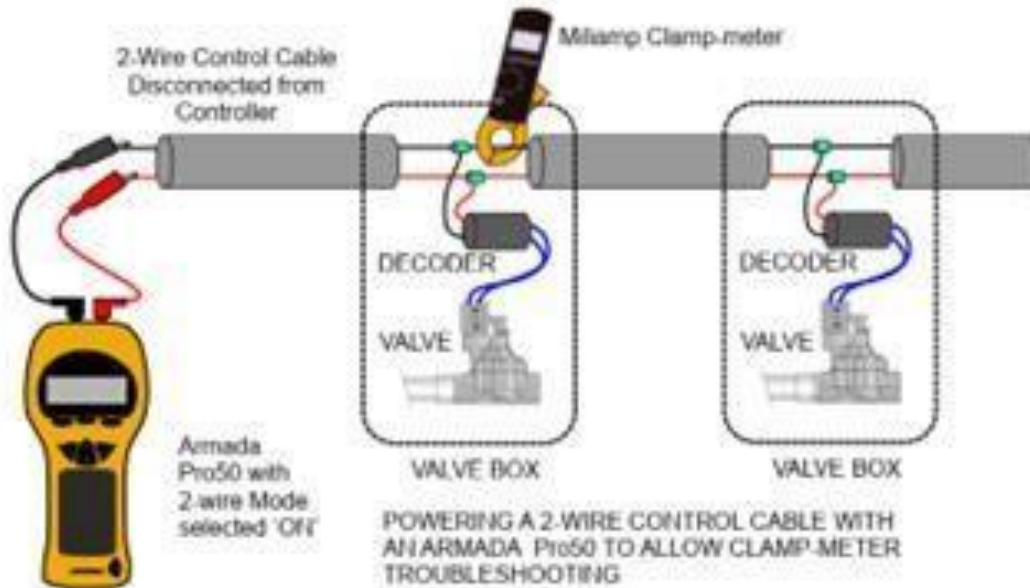 Miliamp Clamp-meter
2-Wire Control Cable
Disconnected from
Controller
DECODER
DECODER
VALVE
VALVE
Armada
Pro50 with
2-wire Mode
selected 'ON'
VALVE BOX
VALVE BOX
POWERING A 2-WIRE CONTROL CABLE WITH
AN ARMADA Pro50 TO ALLOW CLAMP-METER
TROUBLESHOOTING